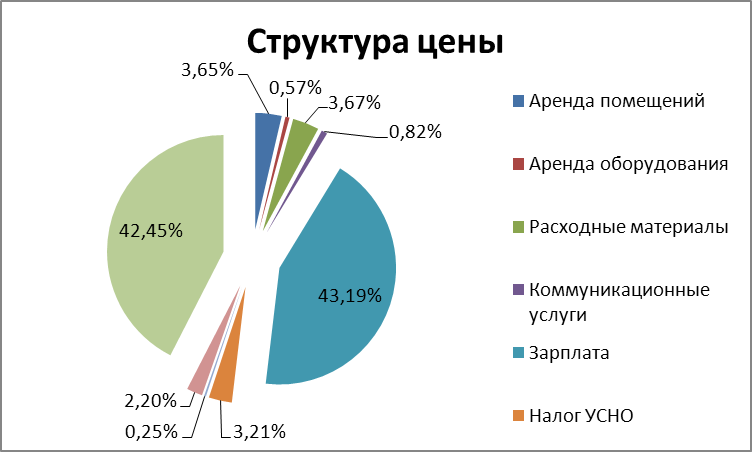 Структура цены
3,65%
0,57%
3,67%
0,82%
42,45%
43,19%
2,20%
0,25%
3,21%
Аренда помещений
Аренда оборудования
Расходные материалы
Коммуникационные
услуги
Зарплата
Налог УСНО